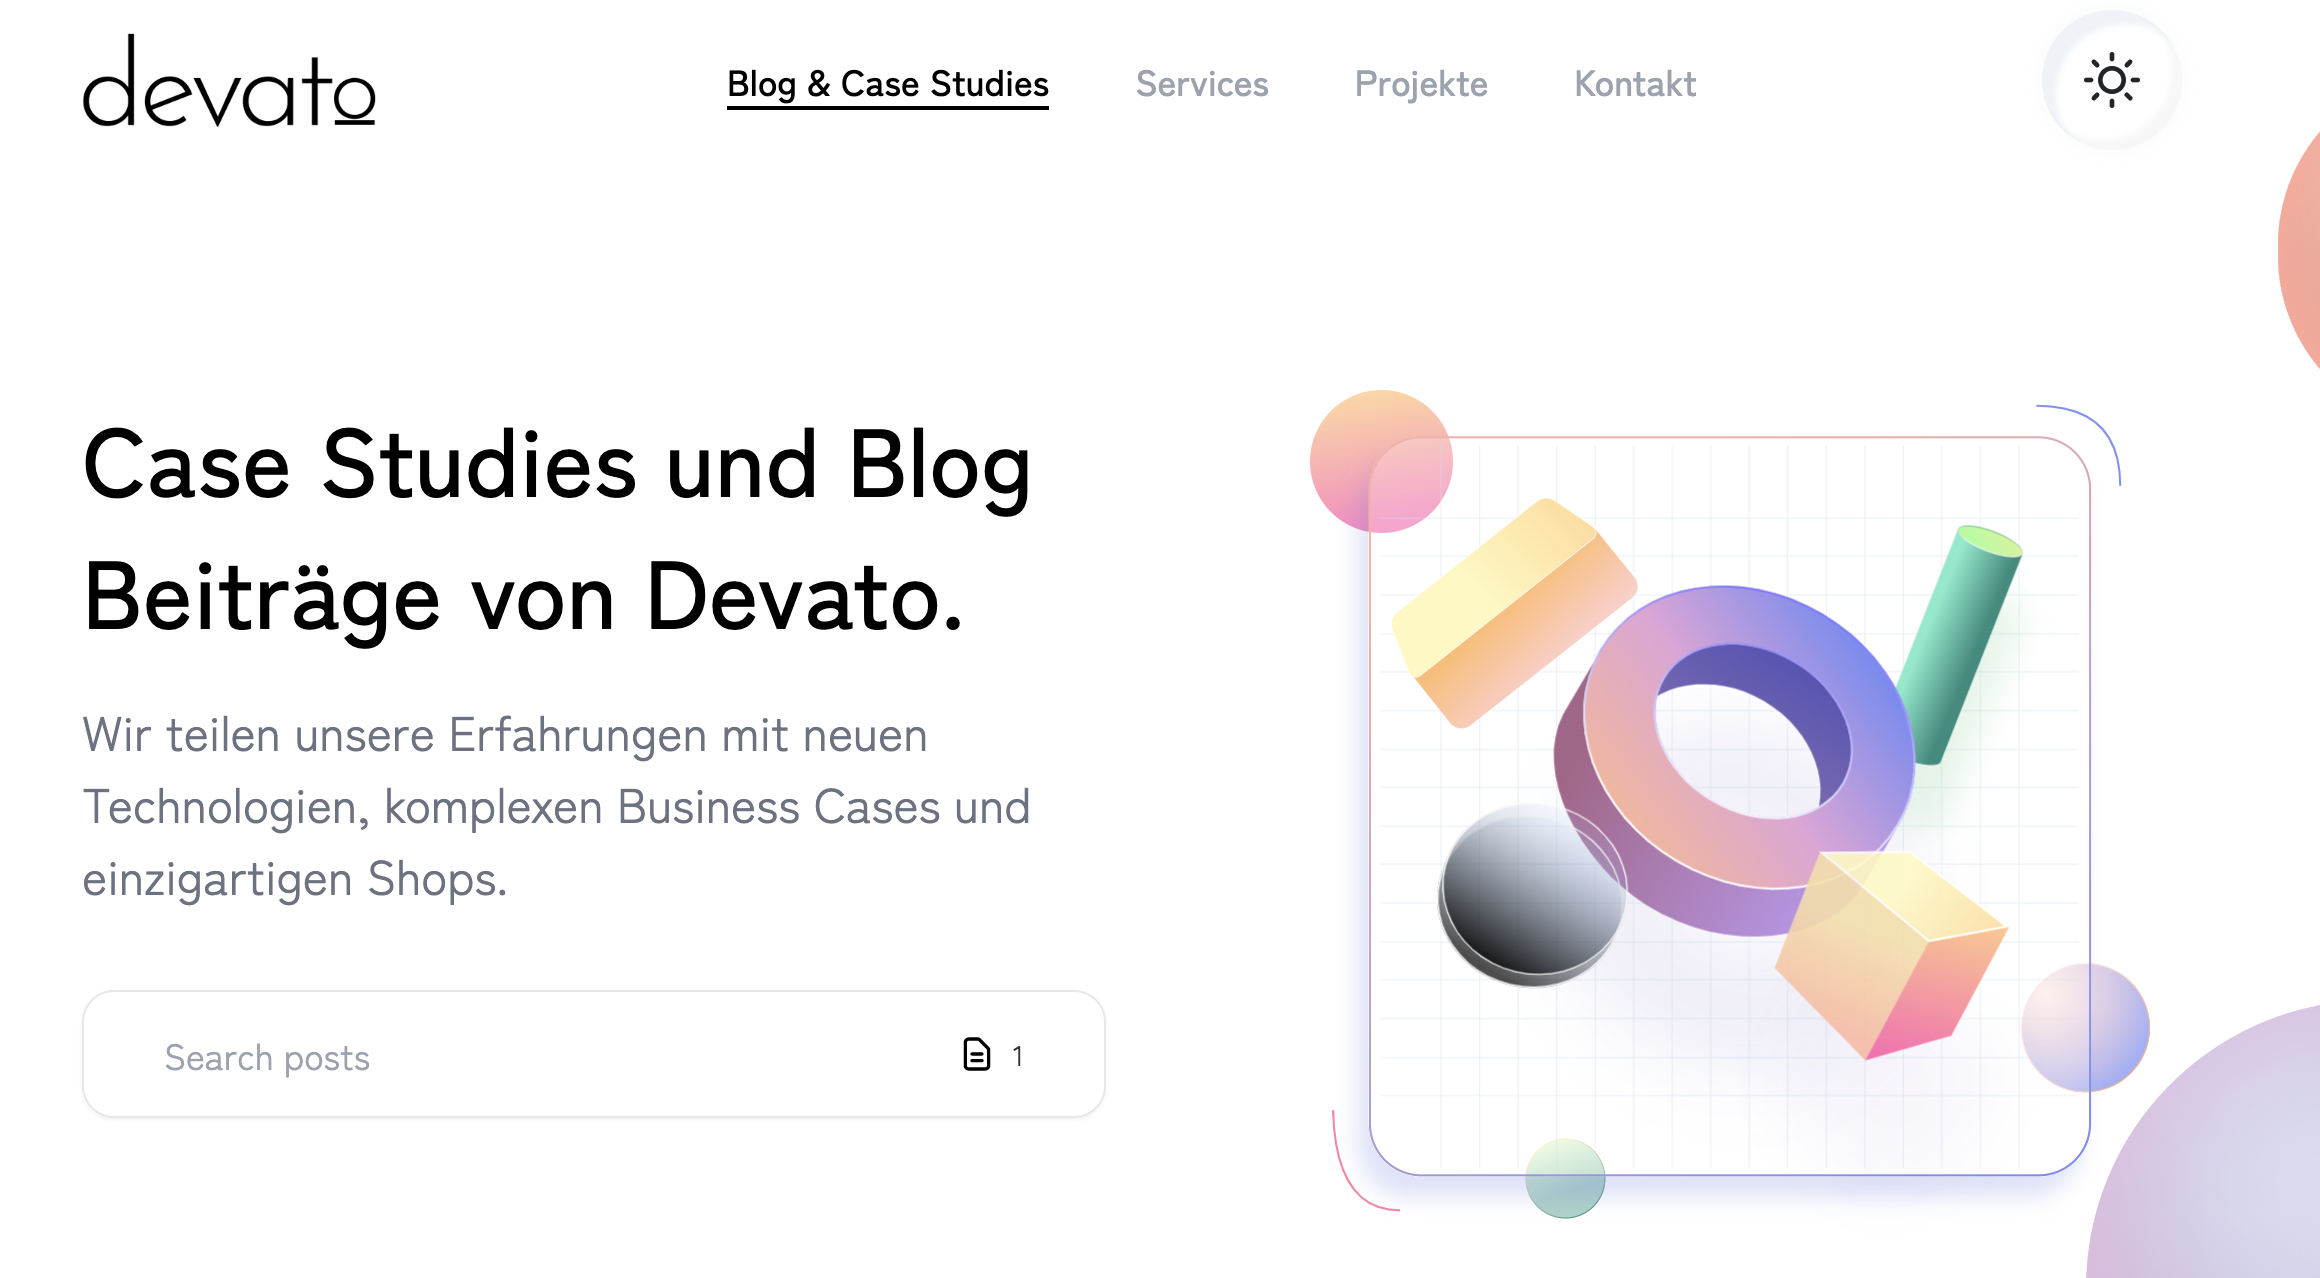 devato
Blog & Case Studies
Services
Projekte
Kontakt
Case Studies und Blog
Beiträge von Devato.
Wir teilen unsere Erfahrungen mit neuen
Technologien, komplexen Business Cases und
einzigartigen Shops.
Search posts
1